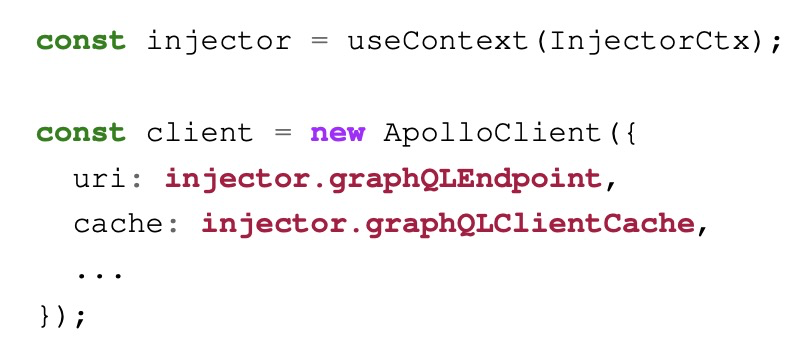 const injector = useContext(InjectorCtx);
const client = new ApolloClient({
uri: injector.graphQLEndpoint,
cache: injector.graphQLClientCache,
...
});